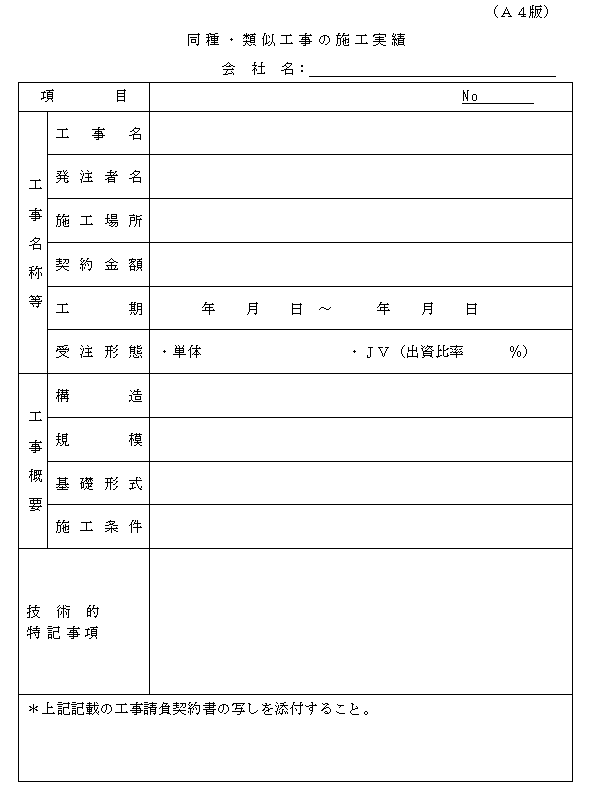 （Ａ４版）
同種・類似工事の施工実績
会　社　名：
項　目
No
工事名称等
工事名
発注者名
施工場所
契約金額
工期
年　月　日　～　年　月　日
受注形態
・単体　・ＪＶ（出資比率　％）
工事概要
構造
規模
基礎形式
施工条件
技術的
特記事項
＊上記記載の工事請負契約書の写しを添付すること。